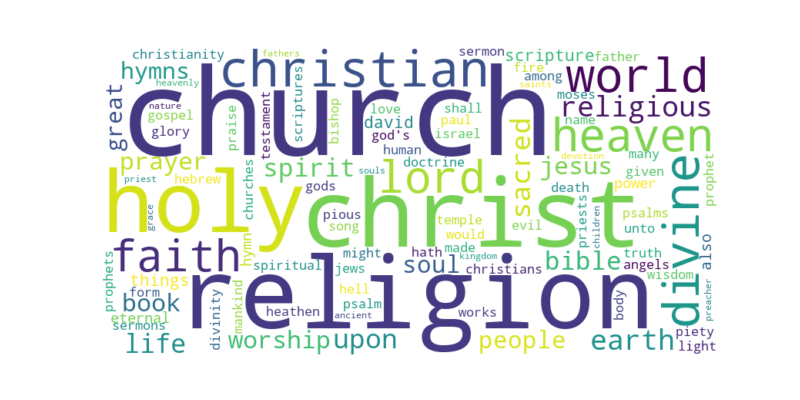 christianity fathers sermon scripture father
heavenly christian fire among world
hymns church saints moses
great nature scriptures testament bishop love shall religious
gospel praise david paul name
glory god's israel sacred heaven
prayer spirit human doctrine devotion many prophet
priest hebrew churches gods souls lord jesus given
holy christ death power
grace pious temple priests children psalms
song would evil unto divine
faith hymn might hath made truth also
prophets things spiritual jews soul kingdom christians bible angels wisdom
form hell body
book religion psalm works
eternal divinity mankind heathen ancient preacher
sermons piety
life worship upon people earth light